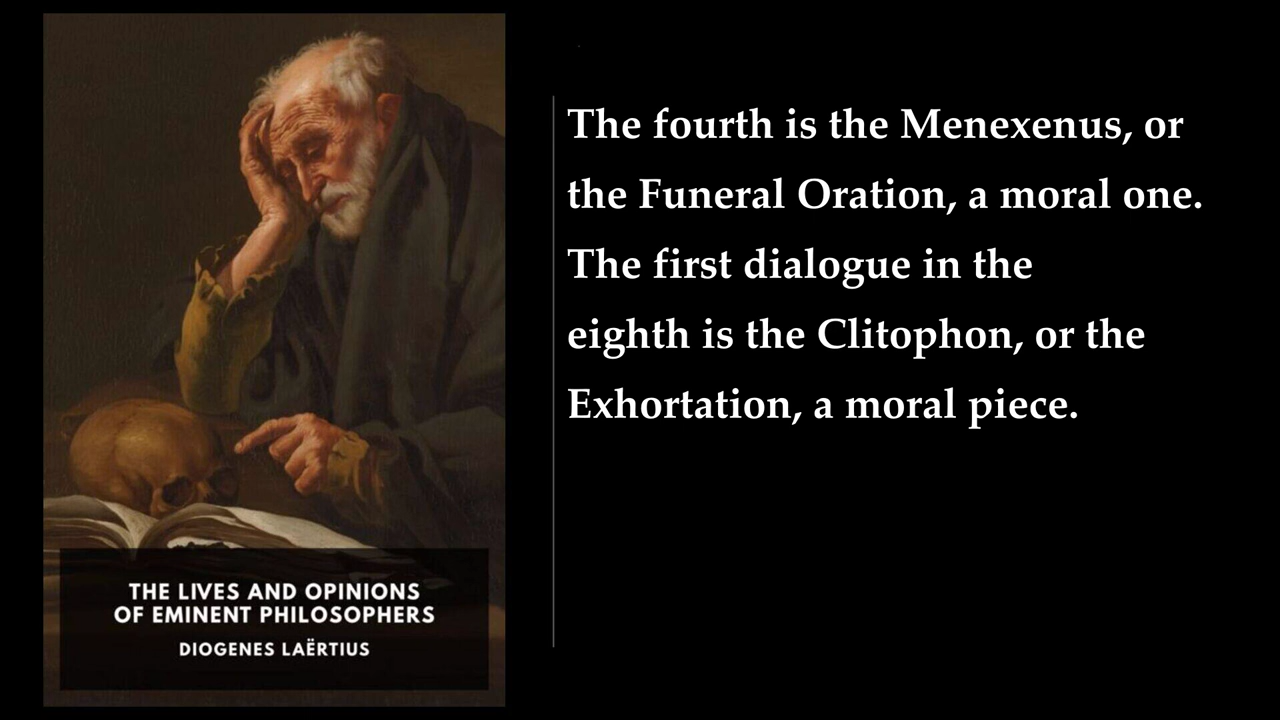 The fourth is the Menexenus, or
the Funeral Oration, a moral one.
The first dialogue in the
eighth is the Clitophon, or the
Exhortation, a moral piece.
THE LIVES AND OPINIONS
OF EMINENT PHILOSOPHERS
DIOGENES LAËRTIUS